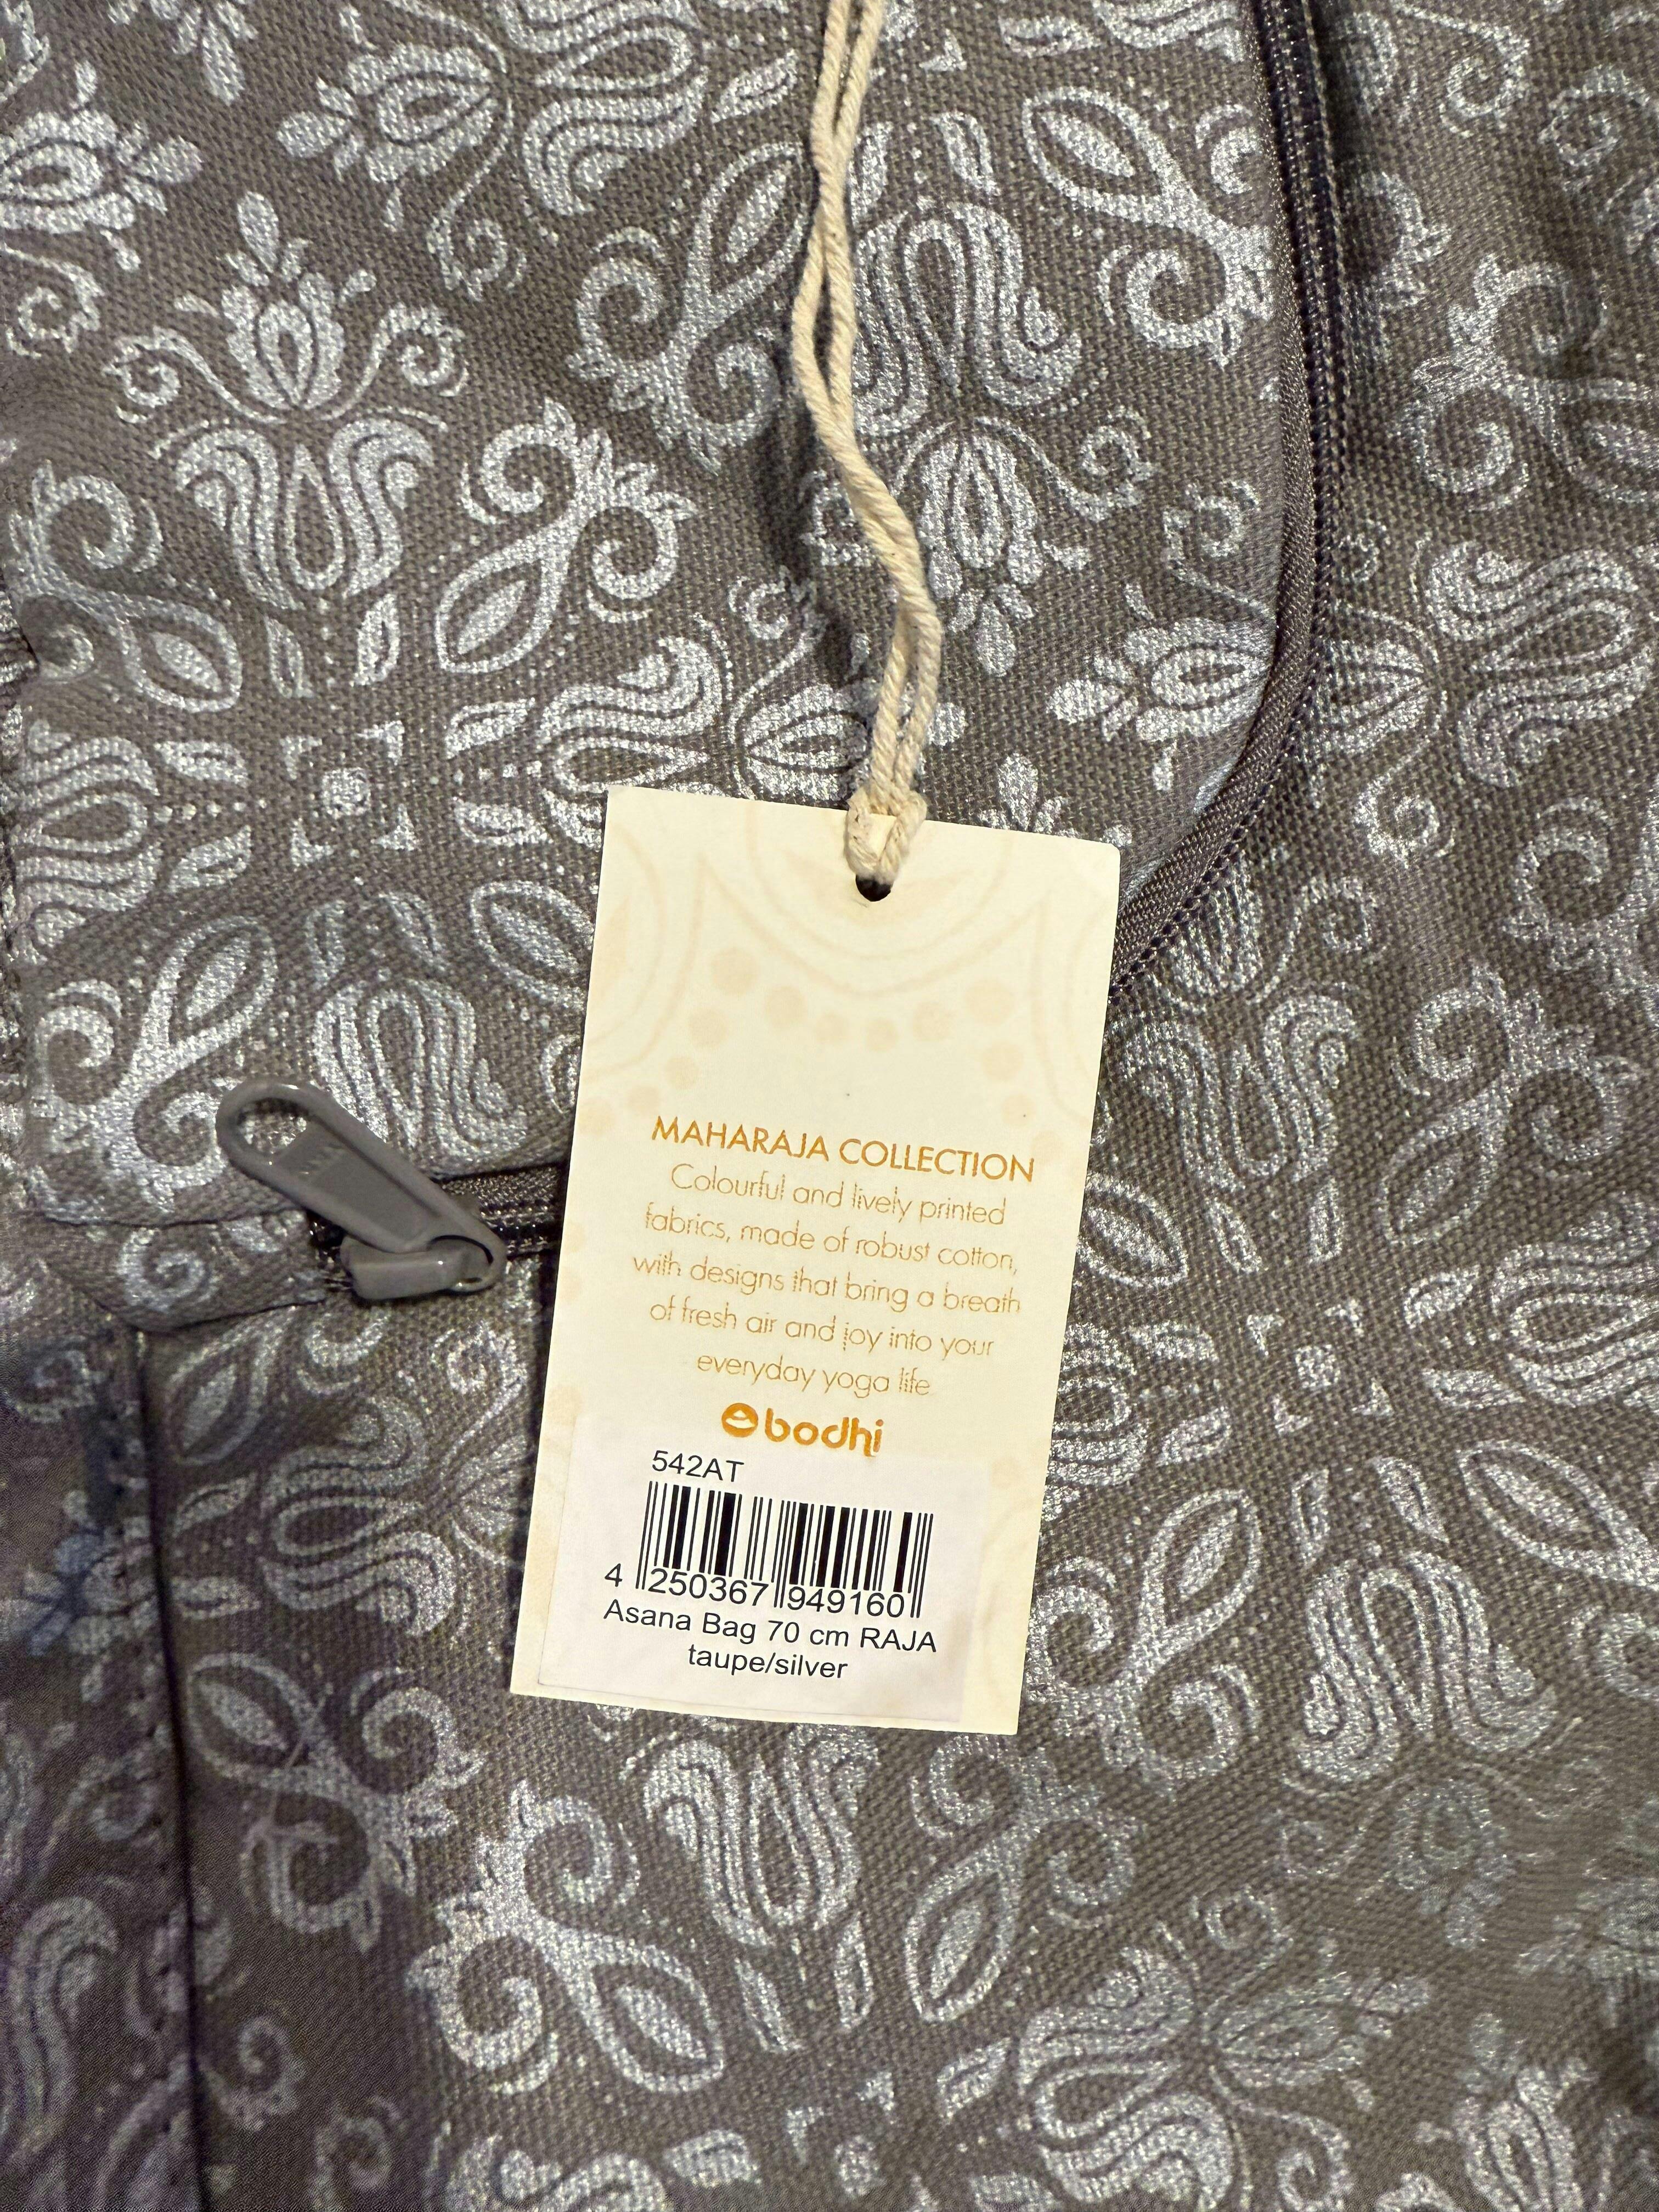 MAHARAJA COLLECTION
Colourful and lively printed
fabrics, made of robust cotton,
with designs that bring a breath
of fresh air and joy into your
everyday yoga life
bodhi
542AT
4 250367 949160
Asana Bag 70 cm RAJA
taupe/silver